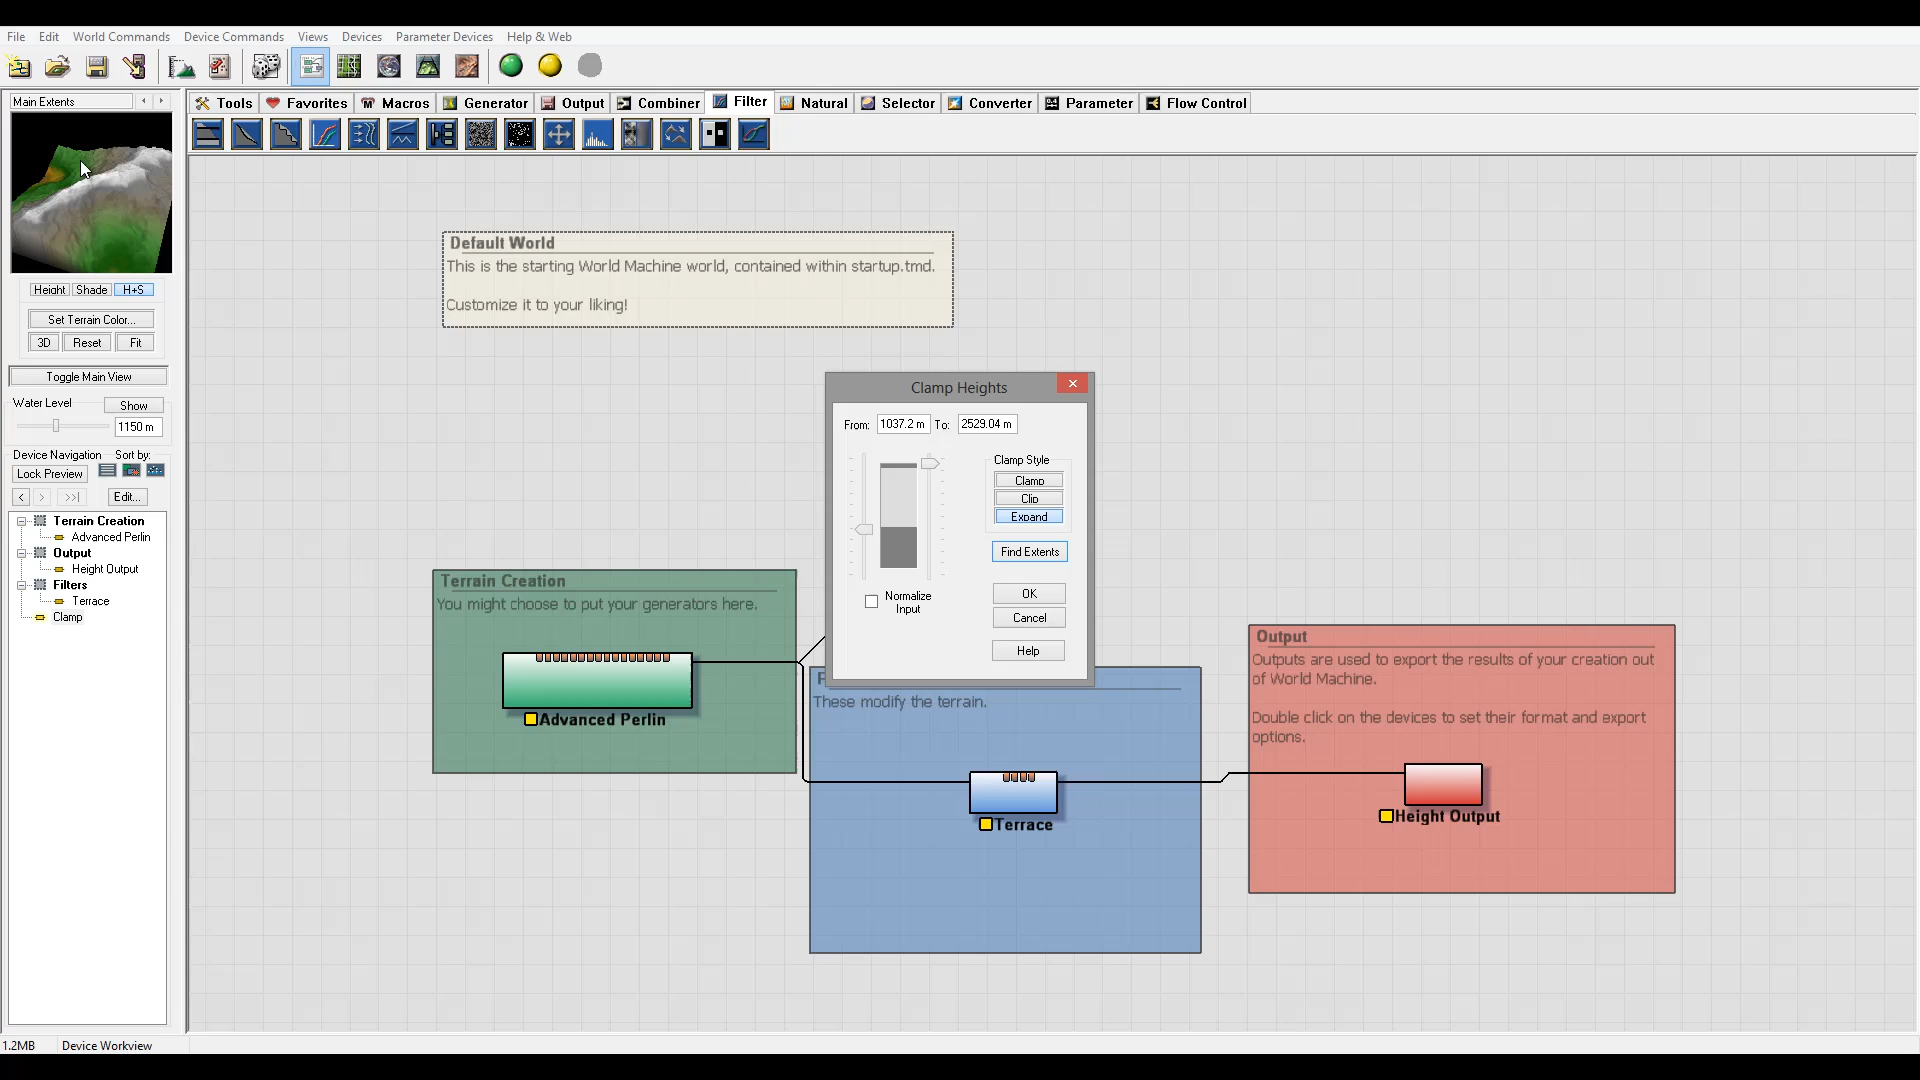 File Edit World Commands Device Commands Views Devices Parameter Devices Help & Web
Main Extents
Tools Favorites Macros Generator Output Combiner Filter Natural Selector Converter Parameter Flow Control
Height Shade H+S
Set Terrain Color...
3D Reset Fit
Toggle Main View
Water Level Show
1150 m
Device Navigation Sort by:
Lock Preview
< > >>| Edit...
Terrain Creation
Advanced Perlin
Output
Height Output
Filters
Terrace
Clamp
Default World
This is the starting World Machine world, contained within startup.tmd.
Customize it to your liking!
Clamp Heights
From: 1037.2 m To: 2529.04 m
Clamp Style
Clamp
Clip
Expand
Find Extents
Normalize
Input
OK
Cancel
Help
Terrain Creation
You might choose to put your generators here.
Advanced Perlin
These modify the terrain.
Terrace
Output
Outputs are used to export the results of your creation out
of World Machine.
Double click on the devices to set their format and export
options.
Height Output
1.2MB Device Workview